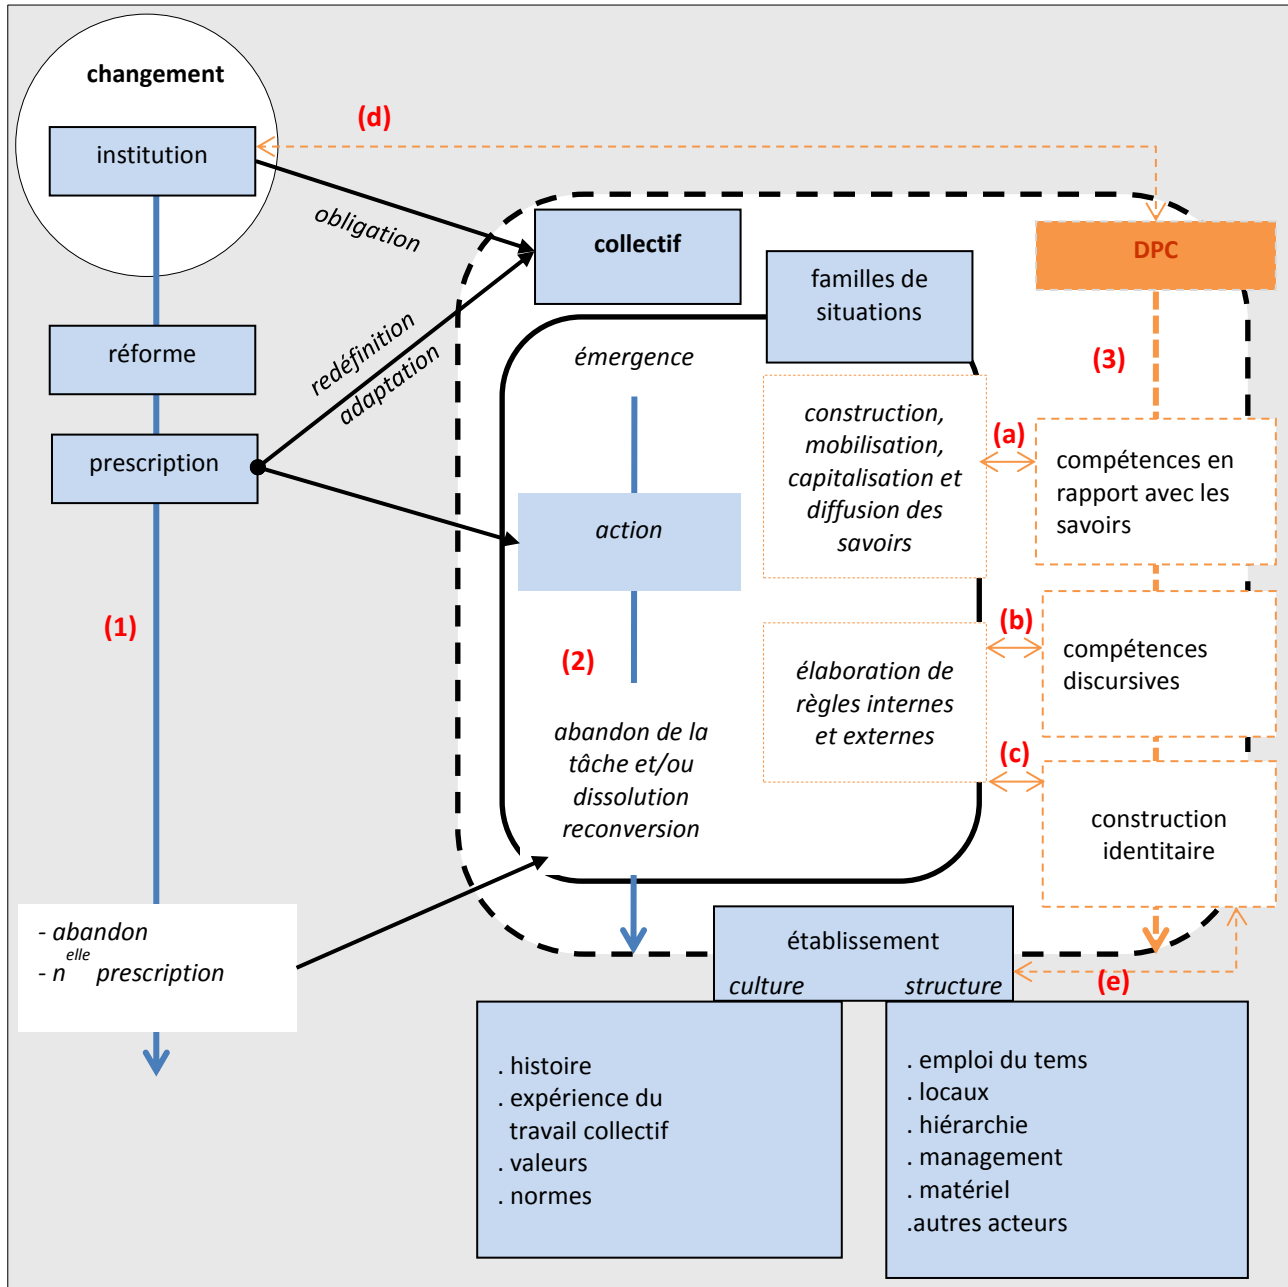 changement
institution
réforme
prescription
(1)
- abandon
- n^elle prescription
(d)
obligation
redéfinition
adaptation
collectif
familles de
situations
émergence
action
(2)
abandon de la
tâche et/ou
dissolution
reconversion
construction,
mobilisation,
capitalisation et
diffusion des
savoirs
élaboration de
règles internes
et externes
(a)
(b)
(c)
DPC
(3)
compétences en
rapport avec les
savoirs
compétences
discursives
construction
identitaire
(e)
établissement
culture structure
. histoire
. expérience du
travail collectif
. valeurs
. normes
. emploi du tems
. locaux
. hiérarchie
. management
. matériel
.autres acteurs